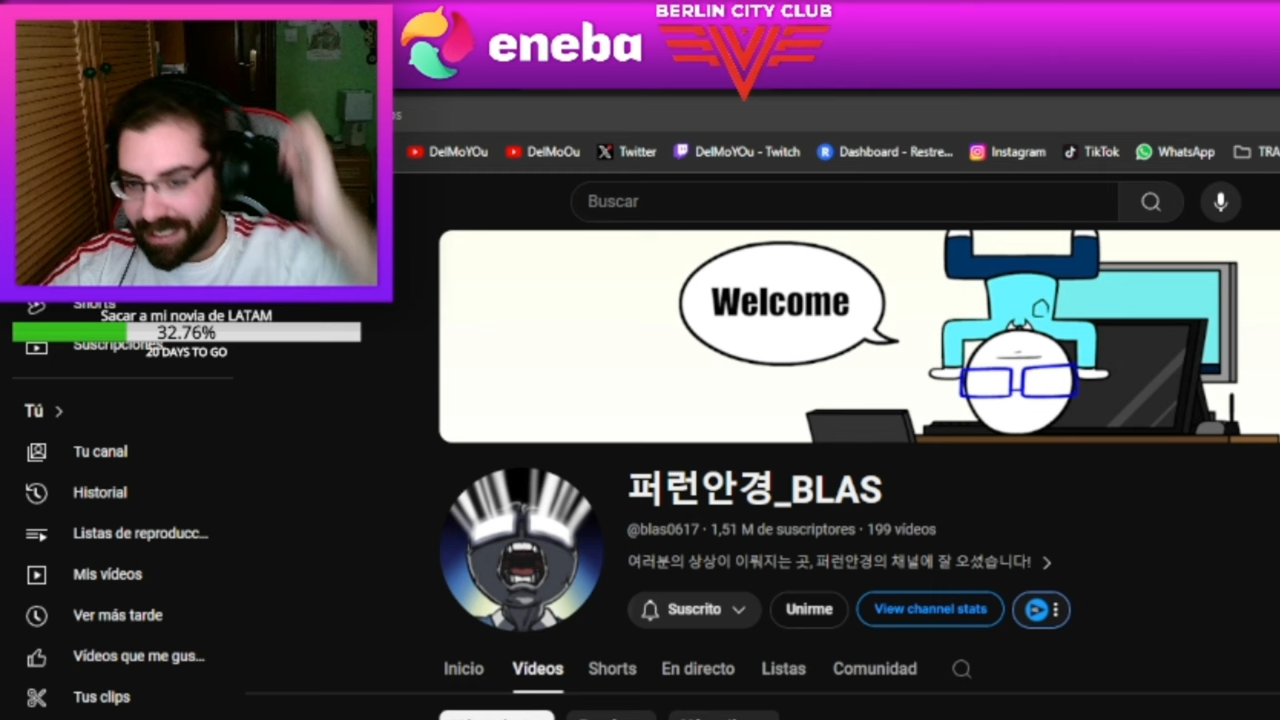 BERLIN CITY CLUB
eneba
DelMoYOu
DelMoOu
Twitter
DelMoYOu - Twitch
Dashboard - Restre...
Instagram
TikTok
WhatsApp
TRA
Buscar
Welcome
Shorts
Sacar a mi novia de LATAM
32.76%
Suscripciones
20 DAYS TO GO
Tú
Tu canal
Historial
Listas de reproducc...
Mis vídeos
Ver más tarde
Vídeos que me gus...
Tus clips
퍼런안경_BLAS
@blas0617 · 1,51 M de suscriptores · 199 vídeos
여러분의 상상이 이뤄지는 곳, 퍼런안경의 채널에 잘 오셨습니다!
Suscrito
Unirme
View channel stats
Inicio
Vídeos
Shorts
En directo
Listas
Comunidad